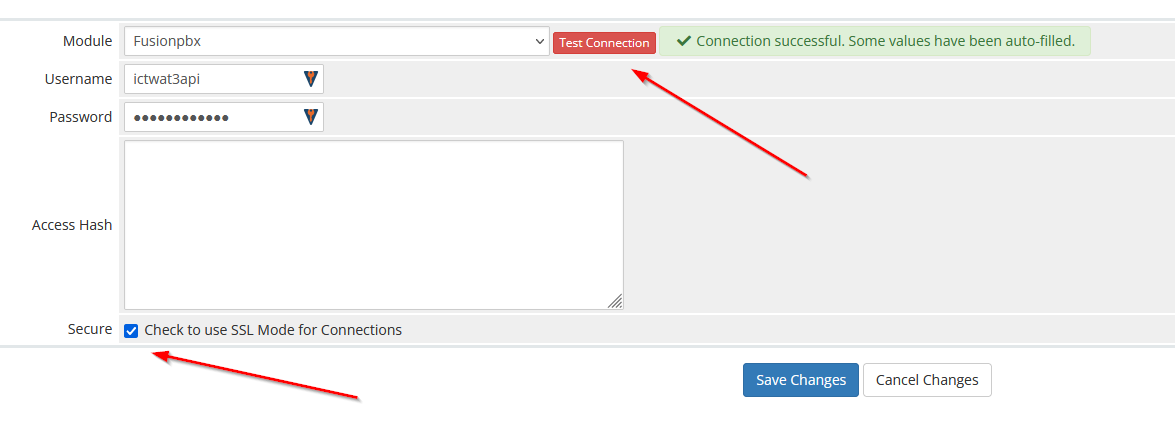 Module Fusionpbx Test Connection Connection successful. Some values have been auto-filled.
Username ictwat3api
Password ●●●●●●●●●●●●
Access Hash
Secure Check to use SSL Mode for Connections
Save Changes Cancel Changes